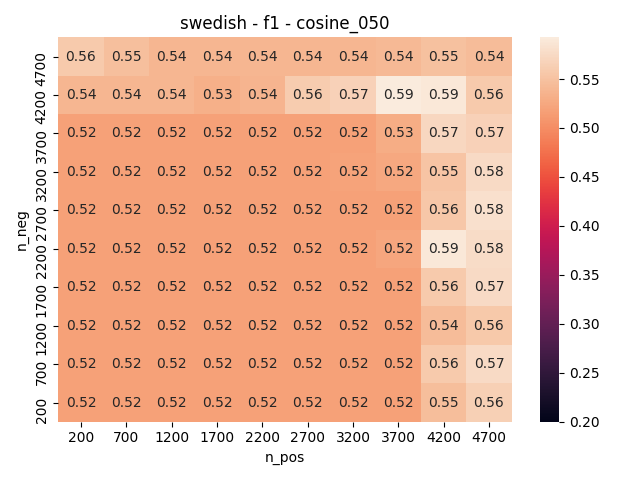 swedish - f1 - cosine_050
4700 0.56 0.55 0.54 0.54 0.54 0.54 0.54 0.54 0.55 0.54
4200 0.54 0.54 0.54 0.53 0.54 0.56 0.57 0.59 0.59 0.56
3700 0.52 0.52 0.52 0.52 0.52 0.52 0.52 0.53 0.57 0.57
3200 0.52 0.52 0.52 0.52 0.52 0.52 0.52 0.52 0.55 0.58
2700 0.52 0.52 0.52 0.52 0.52 0.52 0.52 0.52 0.56 0.58
2200 0.52 0.52 0.52 0.52 0.52 0.52 0.52 0.52 0.59 0.58
1700 0.52 0.52 0.52 0.52 0.52 0.52 0.52 0.52 0.56 0.57
1200 0.52 0.52 0.52 0.52 0.52 0.52 0.52 0.52 0.54 0.56
700 0.52 0.52 0.52 0.52 0.52 0.52 0.52 0.52 0.56 0.57
200 0.52 0.52 0.52 0.52 0.52 0.52 0.52 0.52 0.55 0.56
200 700 1200 1700 2200 2700 3200 3700 4200 4700
n_pos
n_neg
0.55
0.50
0.45
0.40
0.35
0.30
0.25
0.20